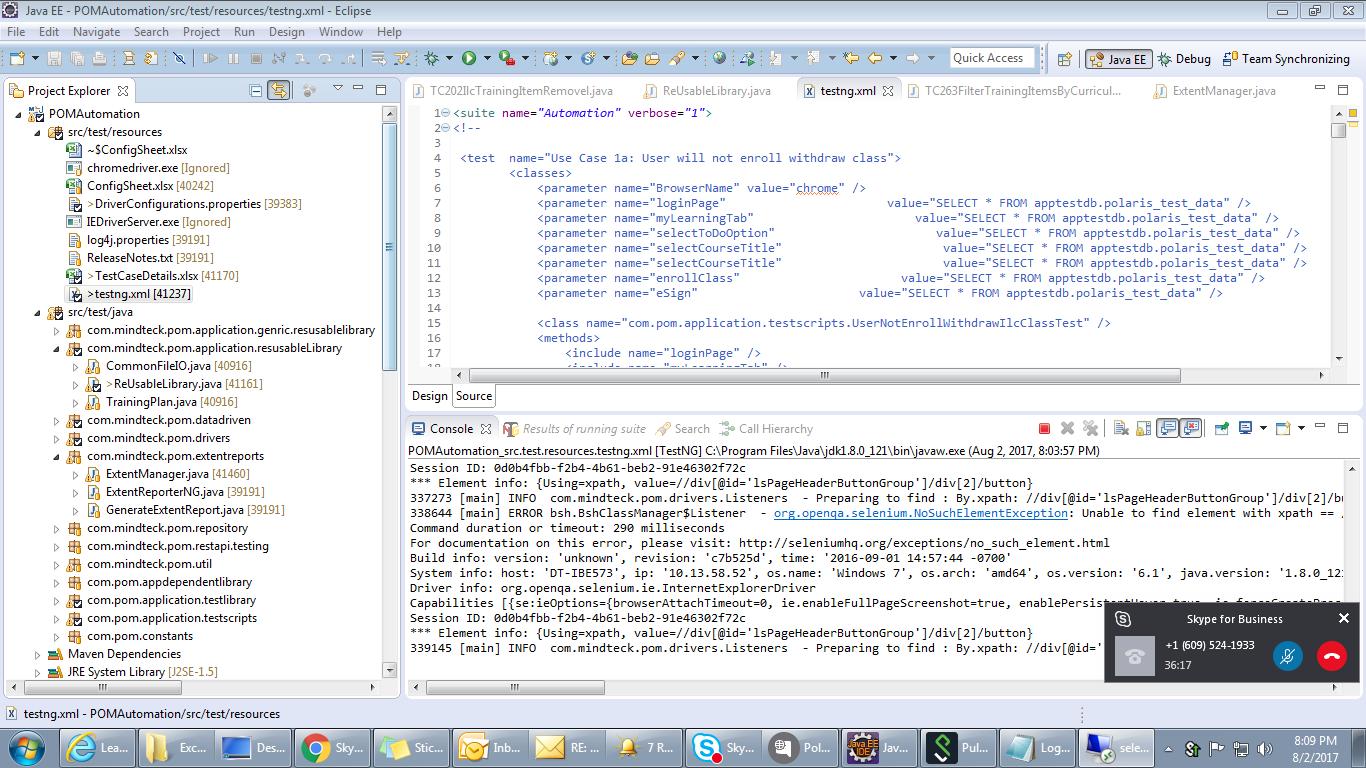 Java EE - POMAutomation/src/test/resources/testng.xml - Eclipse
File Edit Navigate Search Project Run Design Window Help
Quick Access Java EE Debug Team Synchronizing
Project Explorer
POMAutomation
src/test/resources
~$ConfigSheet.xlsx
chromedriver.exe [Ignored]
ConfigSheet.xlsx [40242]
>DriverConfigurations.properties [39383]
IEDriverServer.exe [Ignored]
log4j.properties [39191]
ReleaseNotes.txt [39191]
>TestCaseDetails.xlsx [41170]
>testng.xml [41237]
src/test/java
com.mindteck.pom.application.genric.resusablelibrary
com.mindteck.pom.application.resusableLibrary
CommonFileIO.java [40916]
>ReUsableLibrary.java [41161]
TrainingPlan.java [40916]
com.mindteck.pom.datadriven
com.mindteck.pom.drivers
com.mindteck.pom.extentreports
ExtentManager.java [41460]
ExtentReporterNG.java [39191]
GenerateExtentReport.java [39191]
com.mindteck.pom.repository
com.mindteck.pom.restapi.testing
com.mindteck.pom.util
com.pom.appdependentlibrary
com.pom.application.testlibrary
com.pom.application.testscripts
com.pom.constants
Maven Dependencies
JRE System Library [J2SE-1.5]
TC202IlcTrainingItemRemovel.java ReUsableLibrary.java testng.xml TC263FilterTrainingItemsByCurricul... ExtentManager.java
1 <suite name="Automation" verbose="1">
2 <!--
3
4 <test name="Use Case 1a: User will not enroll withdraw class">
5 <classes>
6 <parameter name="BrowserName" value="chrome" />
7 <parameter name="loginPage" value="SELECT * FROM apptestdb.polaris_test_data" />
8 <parameter name="myLearningTab" value="SELECT * FROM apptestdb.polaris_test_data" />
9 <parameter name="selectToDoOption" value="SELECT * FROM apptestdb.polaris_test_data" />
10 <parameter name="selectCourseTitle" value="SELECT * FROM apptestdb.polaris_test_data" />
11 <parameter name="selectCourseTitle" value="SELECT * FROM apptestdb.polaris_test_data" />
12 <parameter name="enrollClass" value="SELECT * FROM apptestdb.polaris_test_data" />
13 <parameter name="eSign" value="SELECT * FROM apptestdb.polaris_test_data" />
14
15 <class name="com.pom.application.testscripts.UserNotEnrollWithdrawIlcClassTest" />
16 <methods>
17 <include name="loginPage" />
Design Source
Console Results of running suite Search Call Hierarchy
POMAutomation_src.test.resources.testng.xml [TestNG] C:\Program Files\Java\jdk1.8.0_121\bin\javaw.exe (Aug 2, 2017, 8:03:57 PM)
Session ID: 0d0b4fbb-f2b4-4b61-beb2-91e46302f72c
*** Element info: {Using=xpath, value=//div[@id='lsPageHeaderButtonGroup']/div[2]/button}
337273 [main] INFO com.mindteck.pom.drivers.Listeners - Preparing to find : By.xpath: //div[@id='lsPageHeaderButtonGroup']/div[2]/bu
338644 [main] ERROR bsh.BshClassManager$Listener - org.openqa.selenium.NoSuchElementException: Unable to find element with xpath == /
Command duration or timeout: 290 milliseconds
For documentation on this error, please visit: http://seleniumhq.org/exceptions/no_such_element.html
Build info: version: 'unknown', revision: 'c7b525d', time: '2016-09-01 14:57:44 -0700'
System info: host: 'DT-IBE573', ip: '10.13.58.52', os.name: 'Windows 7', os.arch: 'amd64', os.version: '6.1', java.version: '1.8.0_121
Driver info: org.openqa.selenium.ie.InternetExplorerDriver
Capabilities [{se:ieOptions={browserAttachTimeout=0, ie.enableFullPageScreenshot=true,
Session ID: 0d0b4fbb-f2b4-4b61-beb2-91e46302f72c
*** Element info: {Using=xpath, value=//div[@id='lsPageHeaderButtonGroup']/div[2]/button}
339145 [main] INFO com.mindteck.pom.drivers.Listeners - Preparing to find : By.xpath: //div[@id='
Skype for Business
+1 (609) 524-1933
36:17
testng.xml - POMAutomation/src/test/resources
Lea... Exc... Des... Sky... Stic... Inb... RE: ... 7 R... Sky... Pol... Jav... Pul... Log... sele...
8:09 PM
8/2/2017